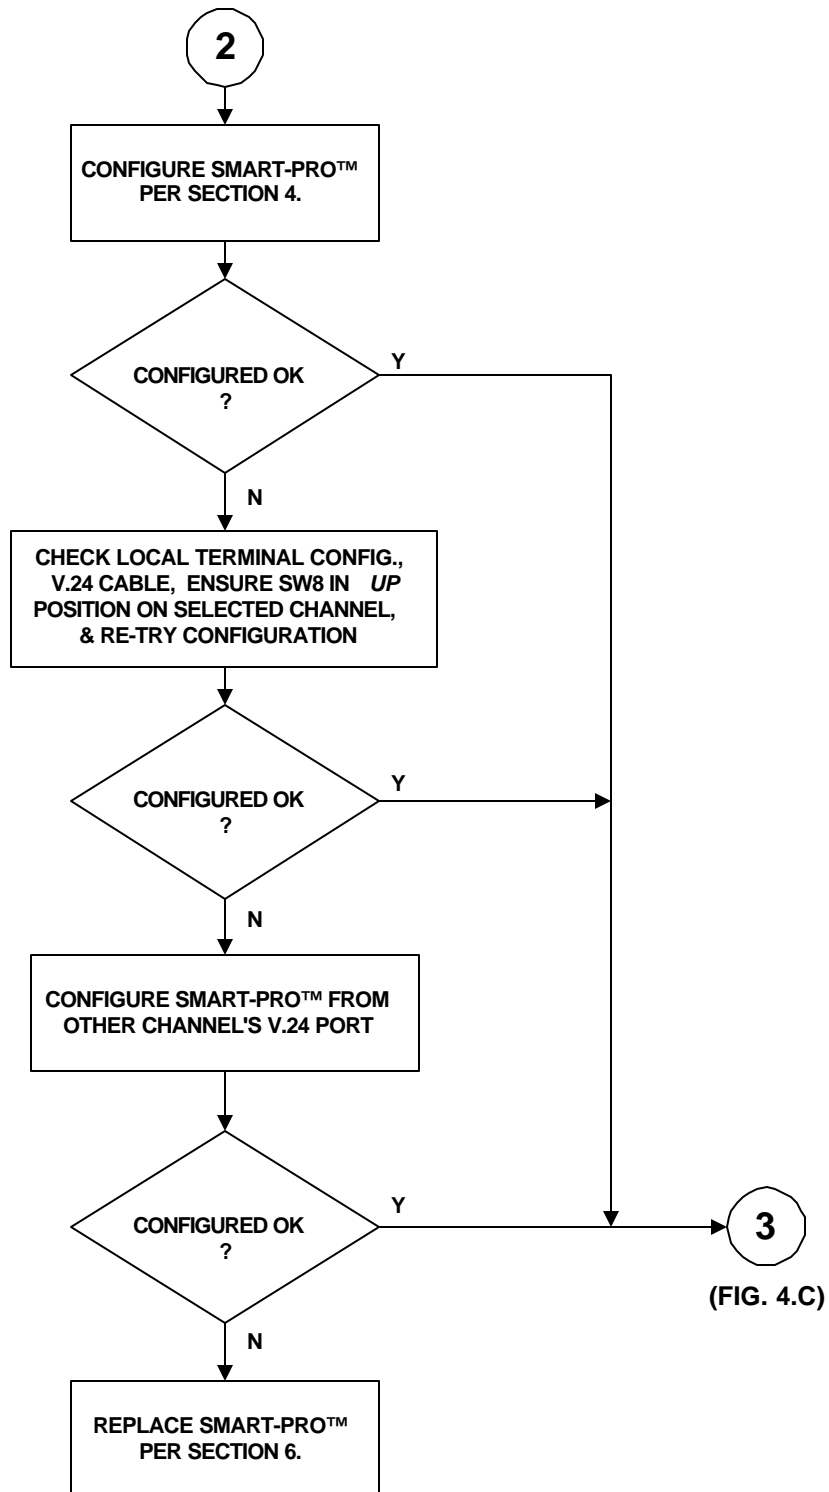 2
CONFIGURE SMART-PRO™
PER SECTION 4.
CONFIGURED OK
?
Y
N
CHECK LOCAL TERMINAL CONFIG.,
V.24 CABLE, ENSURE SW8 IN UP
POSITION ON SELECTED CHANNEL,
& RE-TRY CONFIGURATION
CONFIGURED OK
?
Y
N
CONFIGURE SMART-PRO™ FROM
OTHER CHANNEL'S V.24 PORT
CONFIGURED OK
?
Y
3
(FIG. 4.C)
N
REPLACE SMART-PRO™
PER SECTION 6.